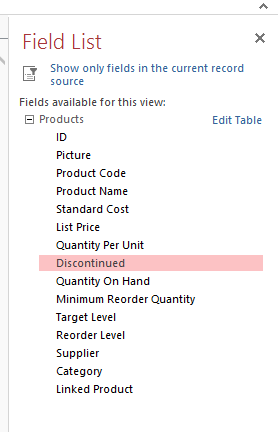 Field List
Show only fields in the current record
source
Fields available for this view:
Products Edit Table
ID
Picture
Product Code
Product Name
Standard Cost
List Price
Quantity Per Unit
Discontinued
Quantity On Hand
Minimum Reorder Quantity
Target Level
Reorder Level
Supplier
Category
Linked Product